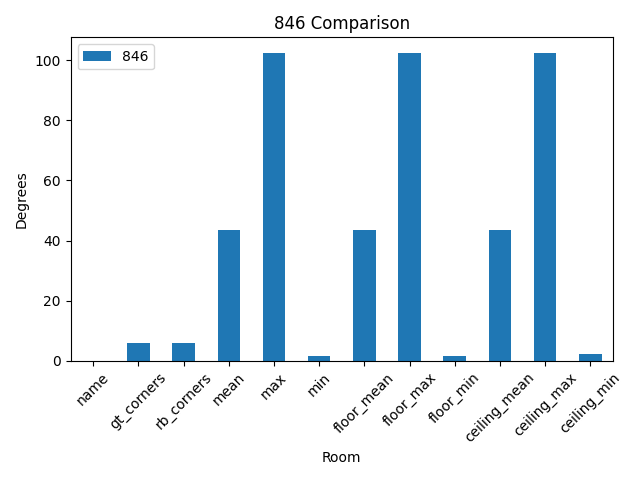 846 Comparison
846
Degrees
100
80
60
40
20
0
name
gt_corners
rb_corners
mean
max
min
floor_mean
floor_max
floor_min
ceiling_mean
ceiling_max
ceiling_min
Room